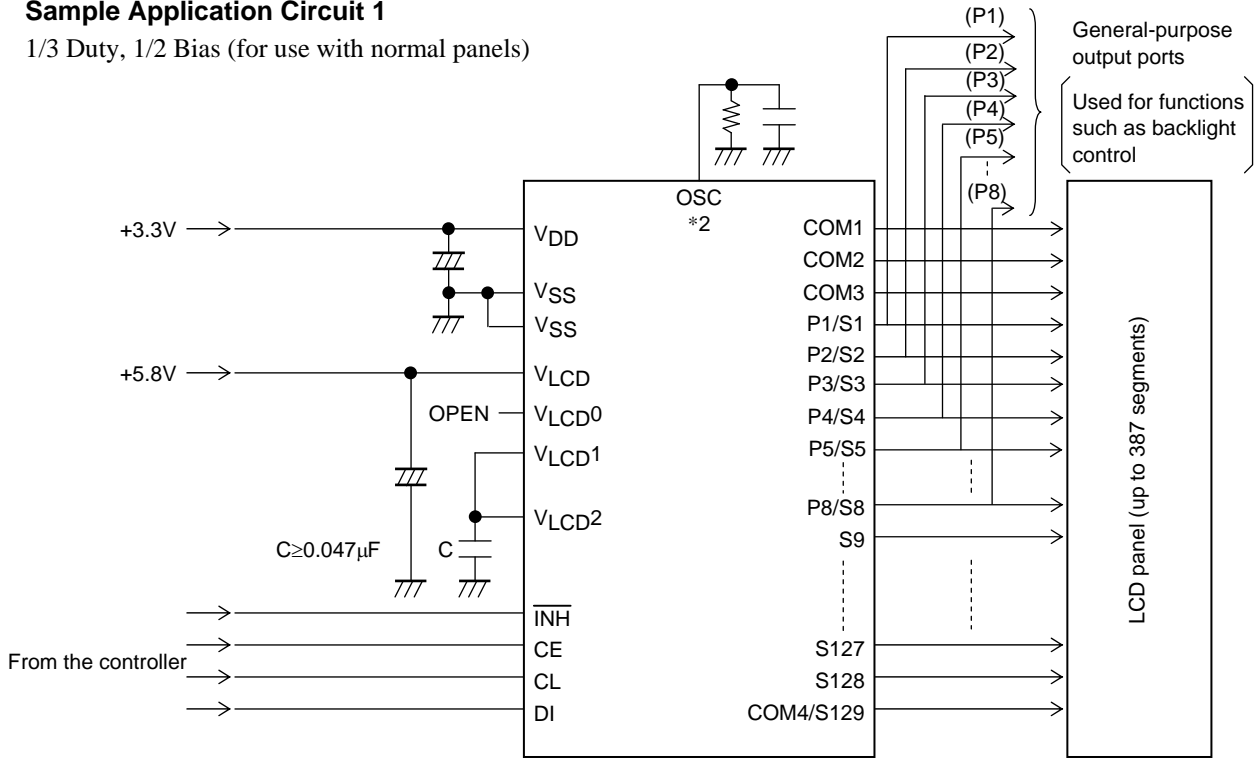 Sample Application Circuit 1
1/3 Duty, 1/2 Bias (for use with normal panels)
(P1)
(P2)
(P3)
(P4)
(P5)
(P8)
General-purpose
output ports
Used for functions
such as backlight
control
OSC
*2
+3.3V
VDD
VSS
VSS
+5.8V
VLCD
OPEN
VLCD0
VLCD1
VLCD2
C≥0.047μF
C
From the controller
INH
CE
CL
DI
COM1
COM2
COM3
P1/S1
P2/S2
P3/S3
P4/S4
P5/S5
P8/S8
S9
S127
S128
COM4/S129
LCD panel (up to 387 segments)